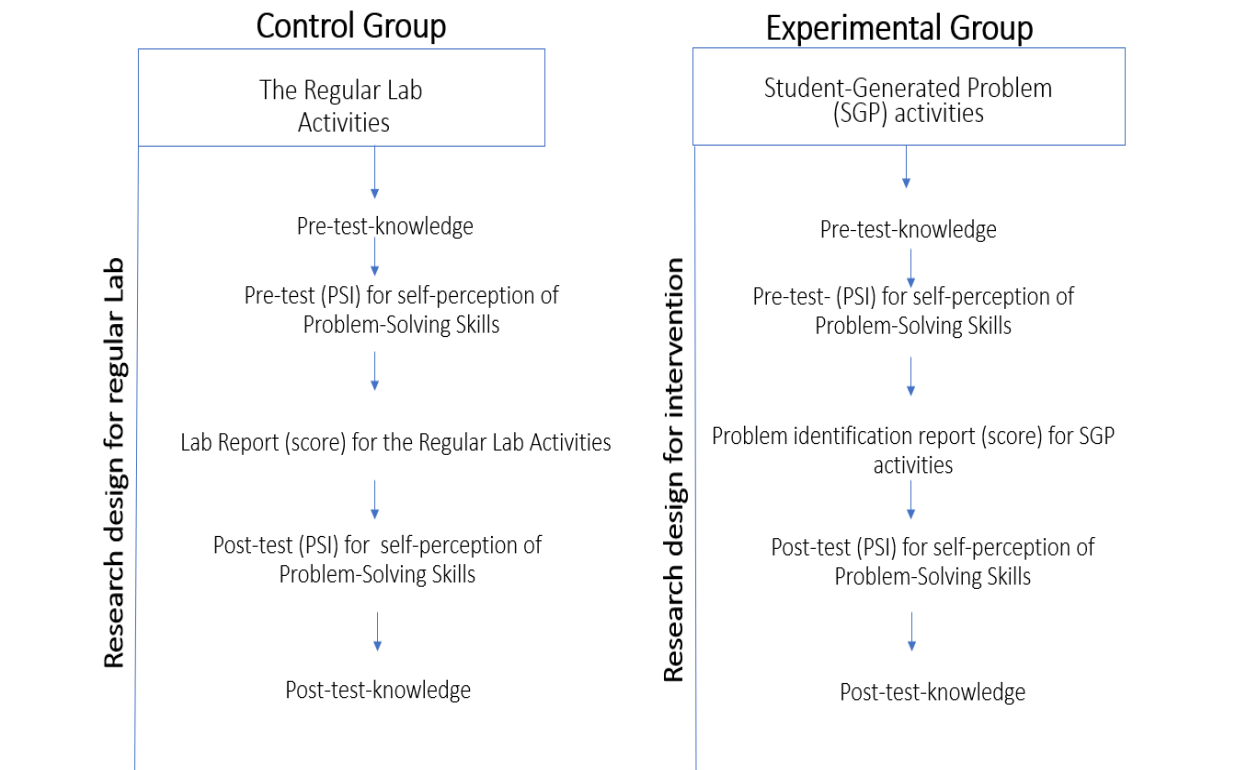 Control Group
The Regular Lab
Activities
Pre-test-knowledge
Pre-test (PSI) for self-perception of
Problem-Solving Skills
Lab Report (score) for the Regular Lab Activities
Post-test (PSI) for self-perception of
Problem-Solving Skills
Post-test-knowledge
Research design for regular Lab
Experimental Group
Student-Generated Problem
(SGP) activities
Pre-test-knowledge
Pre-test- (PSI) for self-perception of
Problem-Solving Skills
Problem identification report (score) for SGP
activities
Post-test (PSI) for self-perception of
Problem-Solving Skills
Post-test-knowledge
Research design for intervention